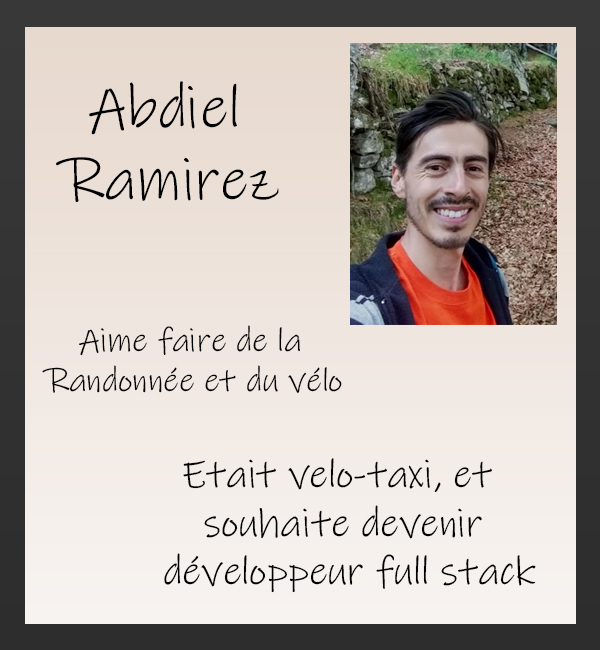 Abdiel
Ramirez
Aime faire de la
Randonnée et du vélo
Etait velo-taxi, et
souhaite devenir
développeur full stack